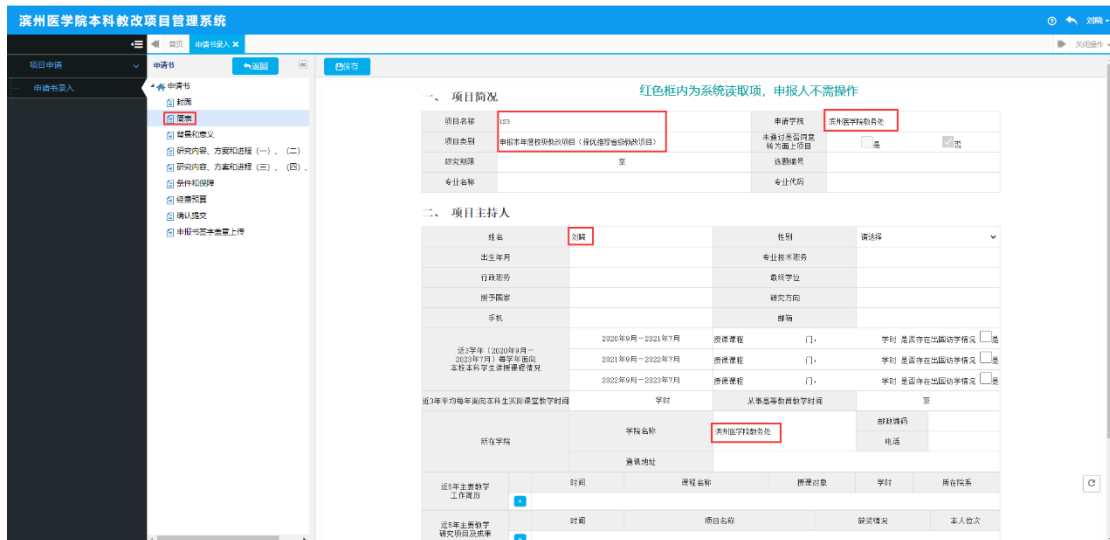 滨州医学院本科教改项目管理系统
首页 申请书录入 × 关闭操作
项目申请
申请书录入
申请书 返回
申请书
封面
简表
背景和意义
研究内容、方案和进程（一）、（二）
研究内容、方案和进程（三）、（四）、
条件和保障
经费预算
确认提交
申报书签字盖章上传
保存
红色框内为系统读取项，申报人不需操作
一、 项目简况
项目名称 123 申请学院 滨州医学院教务处
项目类别 申报本年度校级教改项目（择优推荐省级教改项目） 未通过是否同意转为面上项目 是 否
研究期限 至 选题编号
专业名称 专业代码
二、 项目主持人
姓名 性别 请选择
出生年月 专业技术职务
行政职务 最终学位
授予国家 研究方向
手机 邮箱
近3学年（2020年9月－
2023年7月）每学年面向
本校本科学生讲授课程情况
2020年9月－2021年7月 授课课程 门， 学时 是否存在出国访学情况 是
2021年9月－2022年7月 授课课程 门， 学时 是否存在出国访学情况 是
2022年9月－2023年7月 授课课程 门， 学时 是否存在出国访学情况 是
近3年平均每年面向本科生实际课堂教学时间 学时 从事高等教育教学时间 至
所在学院 学院名称 滨州医学院教务处 邮政编码
电话
通讯地址
近5年主要教学
工作简历
时间 课程名称 授课对象 学时 所在院系
+
近5年主要教学
研究项目及成果
时间 项目名称 获奖情况 本人位次
+